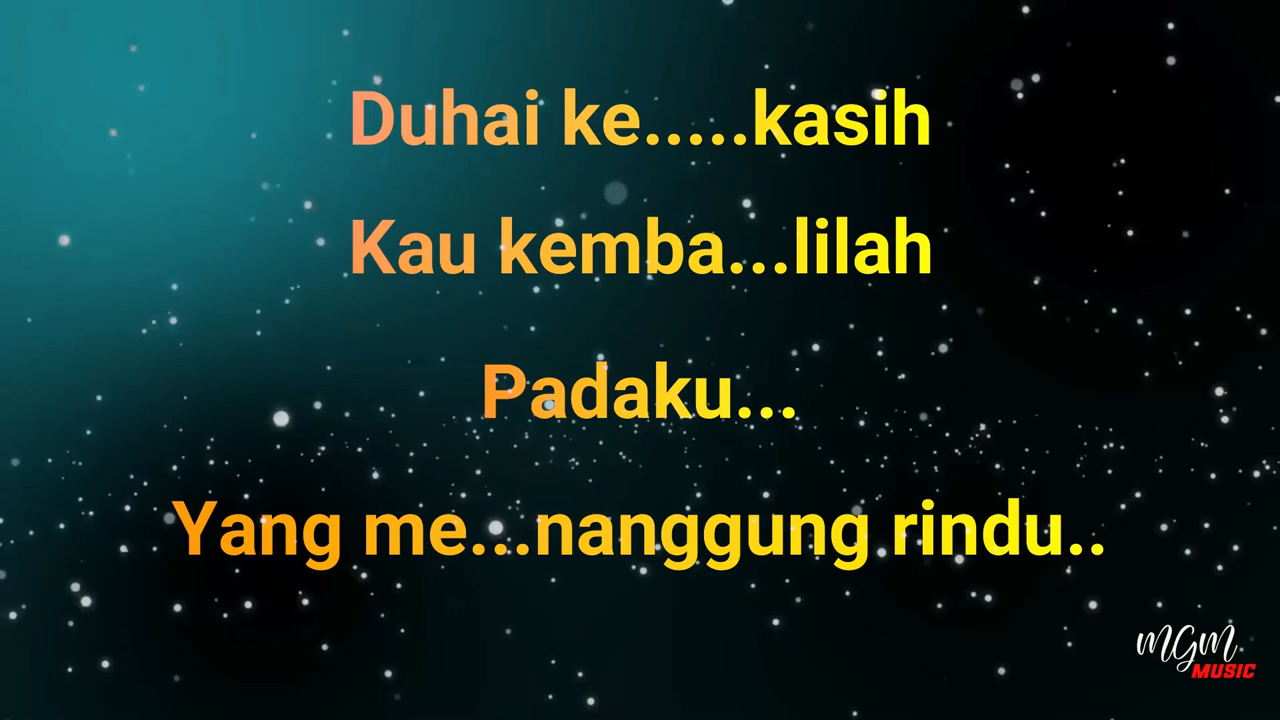 Duhai ke.....kasih
Kau kemba...lilah
Padaku...
Yang me...nanggung rindu..
MGM
MUSIC